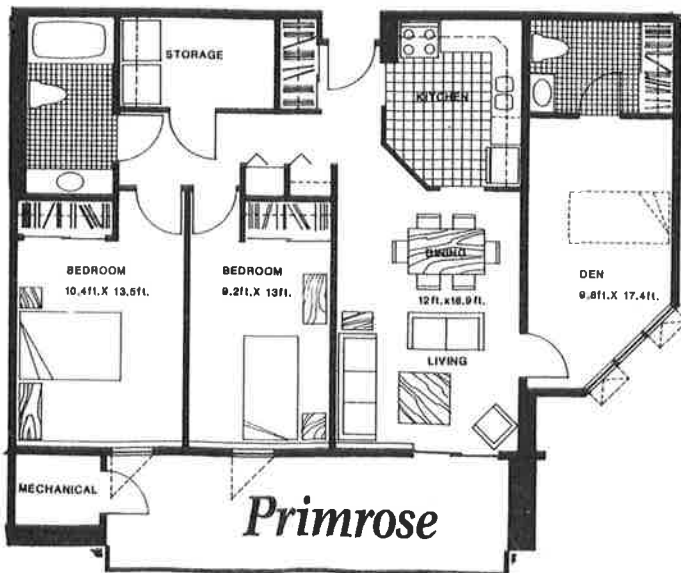 STORAGE
KITCHEN
BEDROOM
10.4ft. X 13.5ft.
BEDROOM
9.2ft. X 13ft.
DINING
12ft. x 16.9ft.
LIVING
DEN
9.8ft. X 17.4ft.
MECHANICAL
Primrose